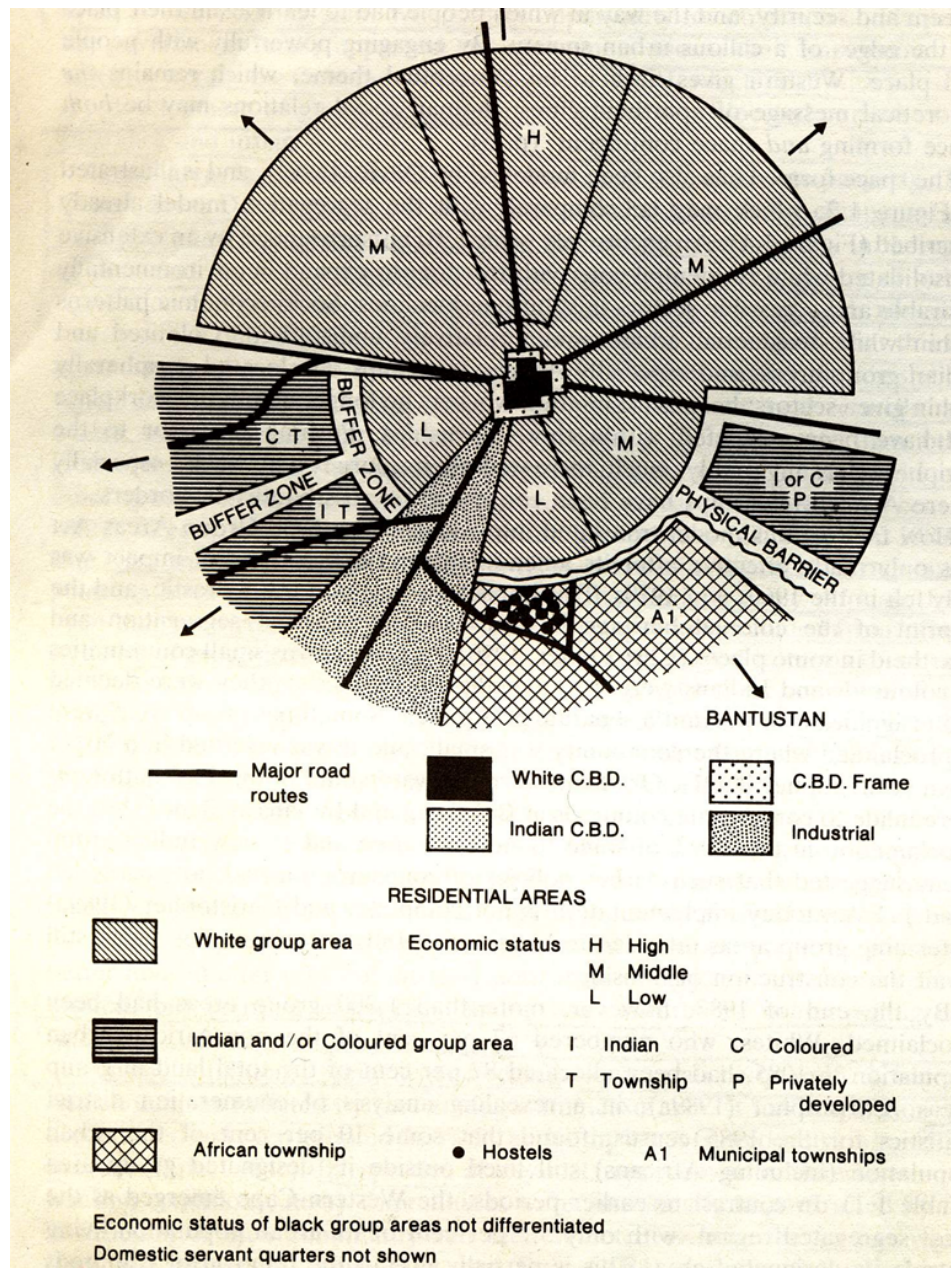 H
M
M
BUFFER ZONE
L
C T
M
I or C
P
BUFFER ZONE
I T
L
PHYSICAL BARRIER
A1
BANTUSTAN
Major road
routes
White C.B.D.
C.B.D. Frame
Indian C.B.D.
Industrial
RESIDENTIAL AREAS
White group area
Economic status H High
M Middle
L Low
Indian and/or Coloured group area
I Indian C Coloured
T Township P Privately
developed
African township
Hostels A1 Municipal townships
Economic status of black group areas not differentiated
Domestic servant quarters not shown